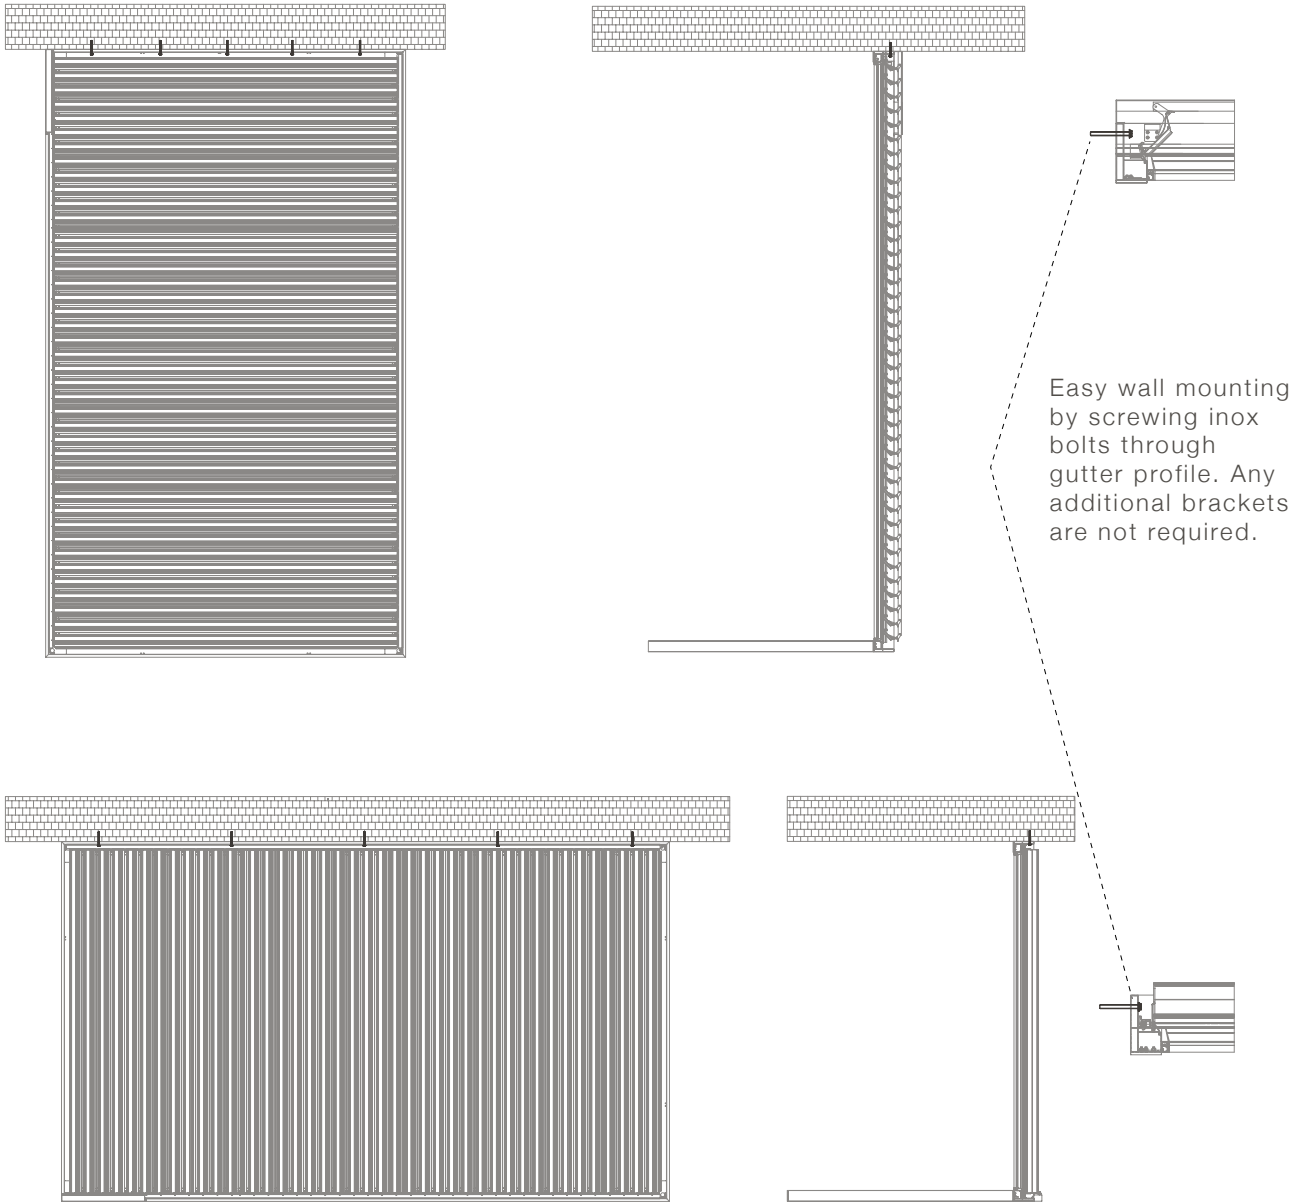 Easy wall mounting
by screwing inox
bolts through
gutter profile. Any
additional brackets
are not required.